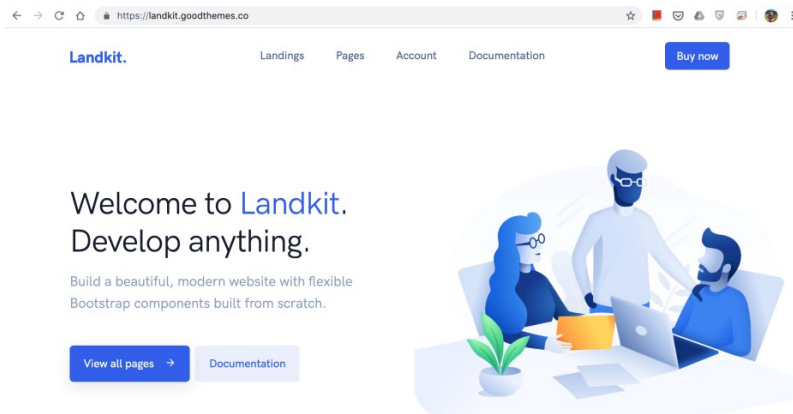 https://landkit.goodthemes.co
Landkit.
Landings
Pages
Account
Documentation
Buy now
Welcome to Landkit.
Develop anything.
Build a beautiful, modern website with flexible
Bootstrap components built from scratch.
View all pages →
Documentation